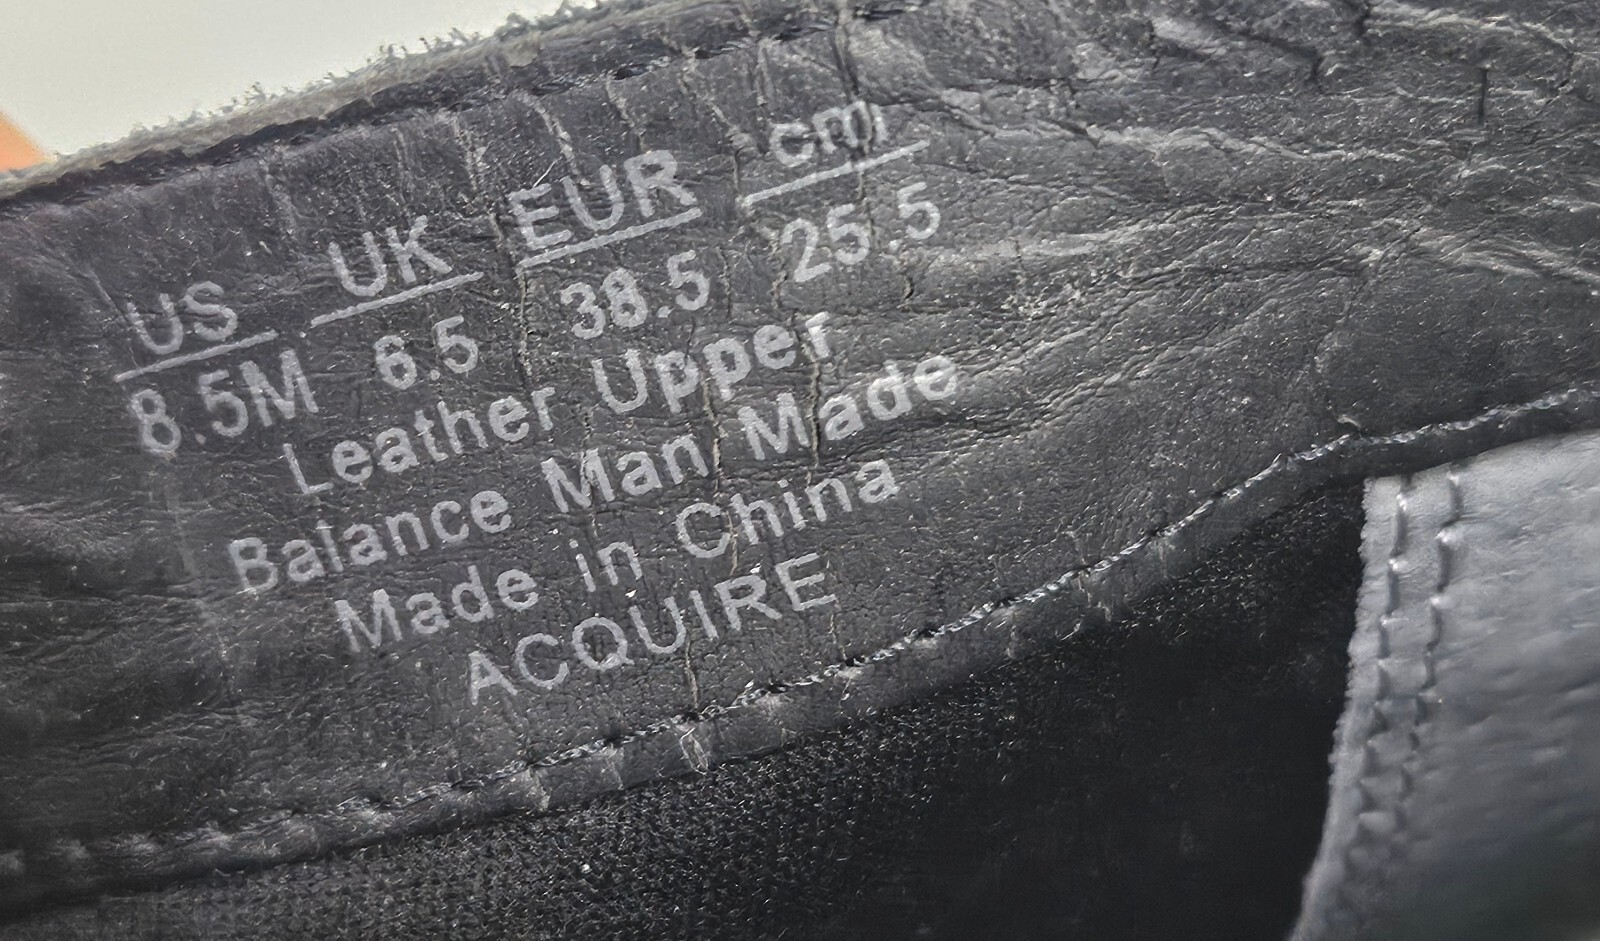 US UK EUR cm
8.5M 6.5 38.5 25.5
Leather Upper
Balance Man Made
Made in China
ACQUIRE